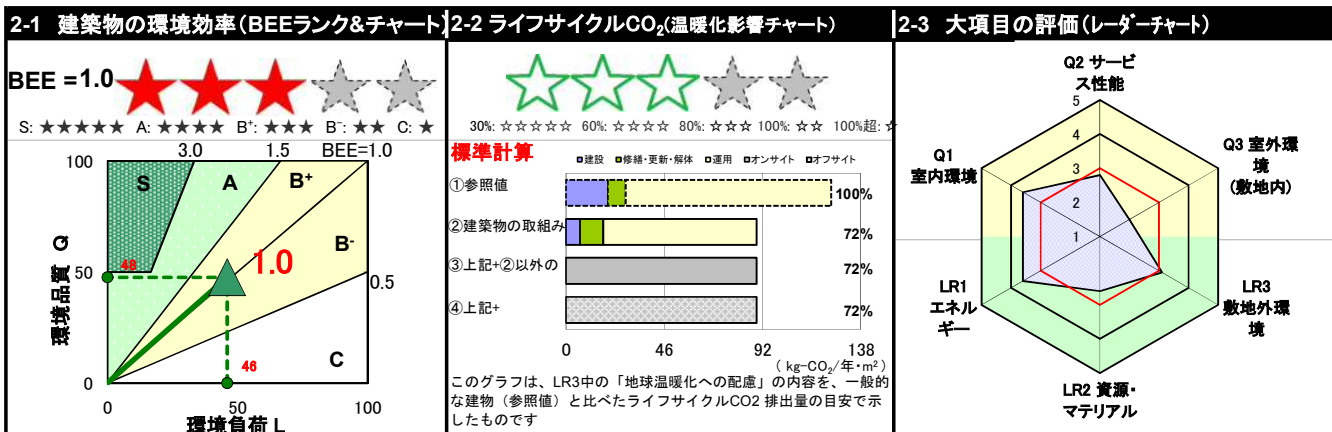 2-1 建築物の環境効率(BEEランク&チャート)
BEE = 1.0
S: ★★★★★ A: ★★★★ B+: ★★★ B-: ★★ C: ★
3.0 1.5 BEE=1.0
100
S A B+
B-
50
48
1.0
0.5
46
C
0
0 50 100
環境品質 Q
環境負荷 L
2-2 ライフサイクルCO2(温暖化影響チャート)
30%: ☆☆☆☆☆ 60%: ☆☆☆☆ 80%: ☆☆☆ 100%: ☆☆ 100%超: ☆
標準計算
■建設 ■修繕・更新・解体 □運用 ■オンサイト ■オフサイト
①参照値 100%
②建築物の取組み 72%
③上記+②以外の 72%
④上記+ 72%
0 46 92 138
( kg-CO2/年・m2)
このグラフは、LR3中の「地球温暖化への配慮」の内容を、一般的
な建物(参照値)と比べたライフサイクルCO2 排出量の目安で示
したものです
2-3 大項目の評価(レーダーチャート)
Q2 サービ
ス性能
5
4
3
2
1
Q1
室内環境
Q3 室外環
境
(敷地内)
LR1
エネル
ギー
LR3
敷地外環
境
LR2 資源・
マテリアル